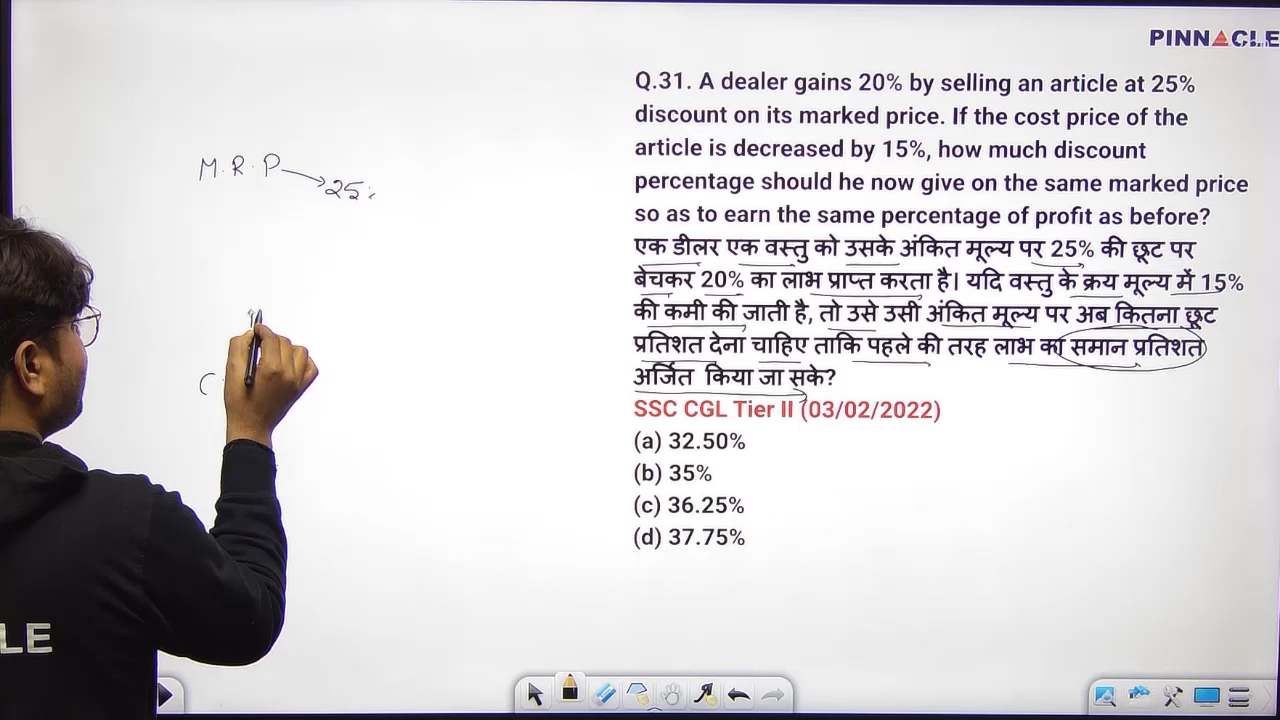 PINNACLE
Q.31. A dealer gains 20% by selling an article at 25%
discount on its marked price. If the cost price of the
article is decreased by 15%, how much discount
percentage should he now give on the same marked price
so as to earn the same percentage of profit as before?
एक डीलर एक वस्तु को उसके अंकित मूल्य पर 25% की छूट पर
बेचकर 20% का लाभ प्राप्त करता है। यदि वस्तु के क्रय मूल्य में 15%
की कमी की जाती है, तो उसे उसी अंकित मूल्य पर अब कितना छूट
प्रतिशत देना चाहिए ताकि पहले की तरह लाभ का समान प्रतिशत
अर्जित किया जा सके?
SSC CGL Tier II (03/02/2022)
(a) 32.50%
(b) 35%
(c) 36.25%
(d) 37.75%
M.R.P → 25%
C
LE